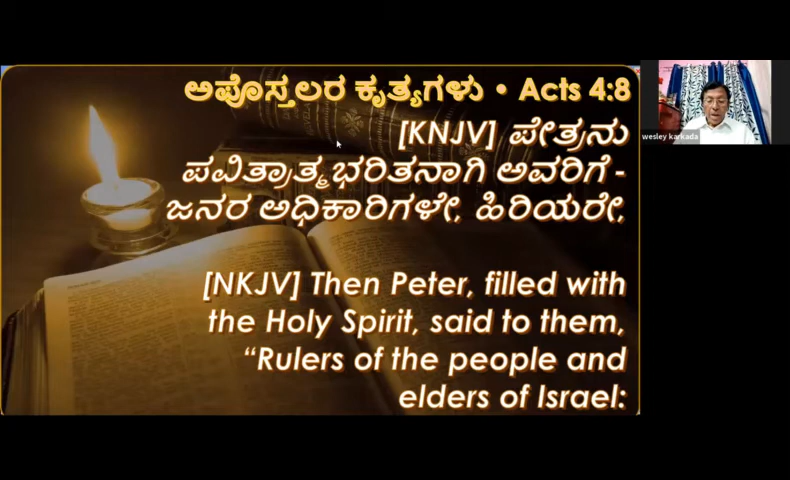 ಅಪೊಸ್ತಲರ ಕೃತ್ಯಗಳು • Acts 4:8
[KNJV] ಪೇತ್ರನು
ಪವಿತ್ರಾತ್ಮಭರಿತನಾಗಿ ಅವರಿಗೆ -
ಜನರ ಅಧಿಕಾರಿಗಳೇ, ಹಿರಿಯರೇ,
[NKJV] Then Peter, filled with
the Holy Spirit, said to them,
“Rulers of the people and
elders of Israel:
wesley karkada